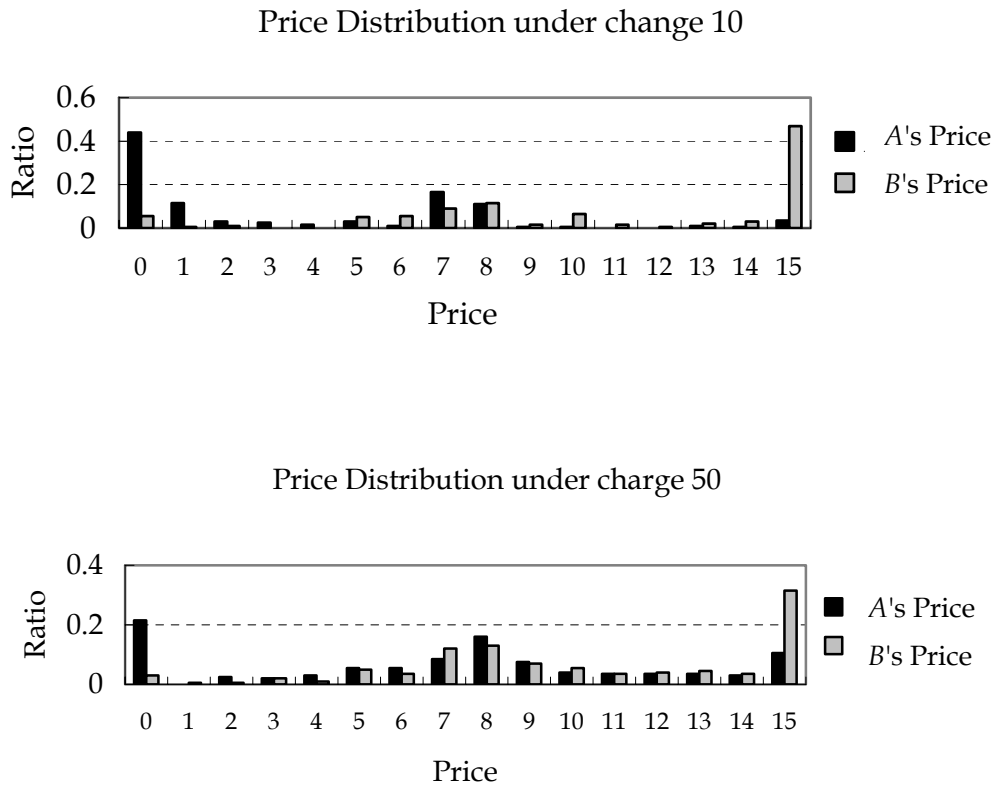 Price Distribution under change 10
0.6
0.4
0.2
0
Ratio
A's Price
B's Price
0 1 2 3 4 5 6 7 8 9 10 11 12 13 14 15
Price
Price Distribution under charge 50
0.4
0.2
0
Ratio
A's Price
B's Price
0 1 2 3 4 5 6 7 8 9 10 11 12 13 14 15
Price